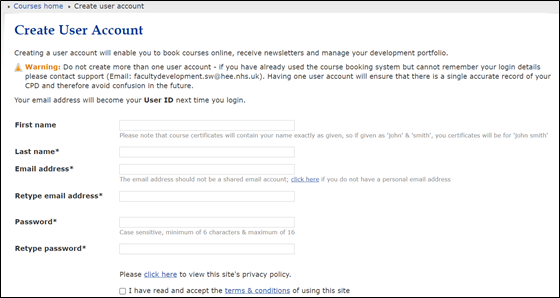 Courses home • Create user account
Create User Account
Creating a user account will enable you to book courses online, receive newsletters and manage your development portfolio.
Warning: Do not create more than one user account - if you have already used the course booking system but cannot remember your login details
please contact support (Email: facultydevelopment.sw@hee.nhs.uk). Having one user account will ensure that there is a single accurate record of your
CPD and therefore avoid confusion in the future.
Your email address will become your User ID next time you login.
First name
Please note that course certificates will contain your name exactly as given, so if given as 'john' & 'smith', you certificates will be for 'john smith'
Last name*
Email address*
The email address should not be a shared email account; click here if you do not have a personal email address
Retype email address*
Password*
Case sensitive, minimum of 6 characters & maximum of 16
Retype password*
Please click here to view this site's privacy policy.
I have read and accept the terms & conditions of using this site